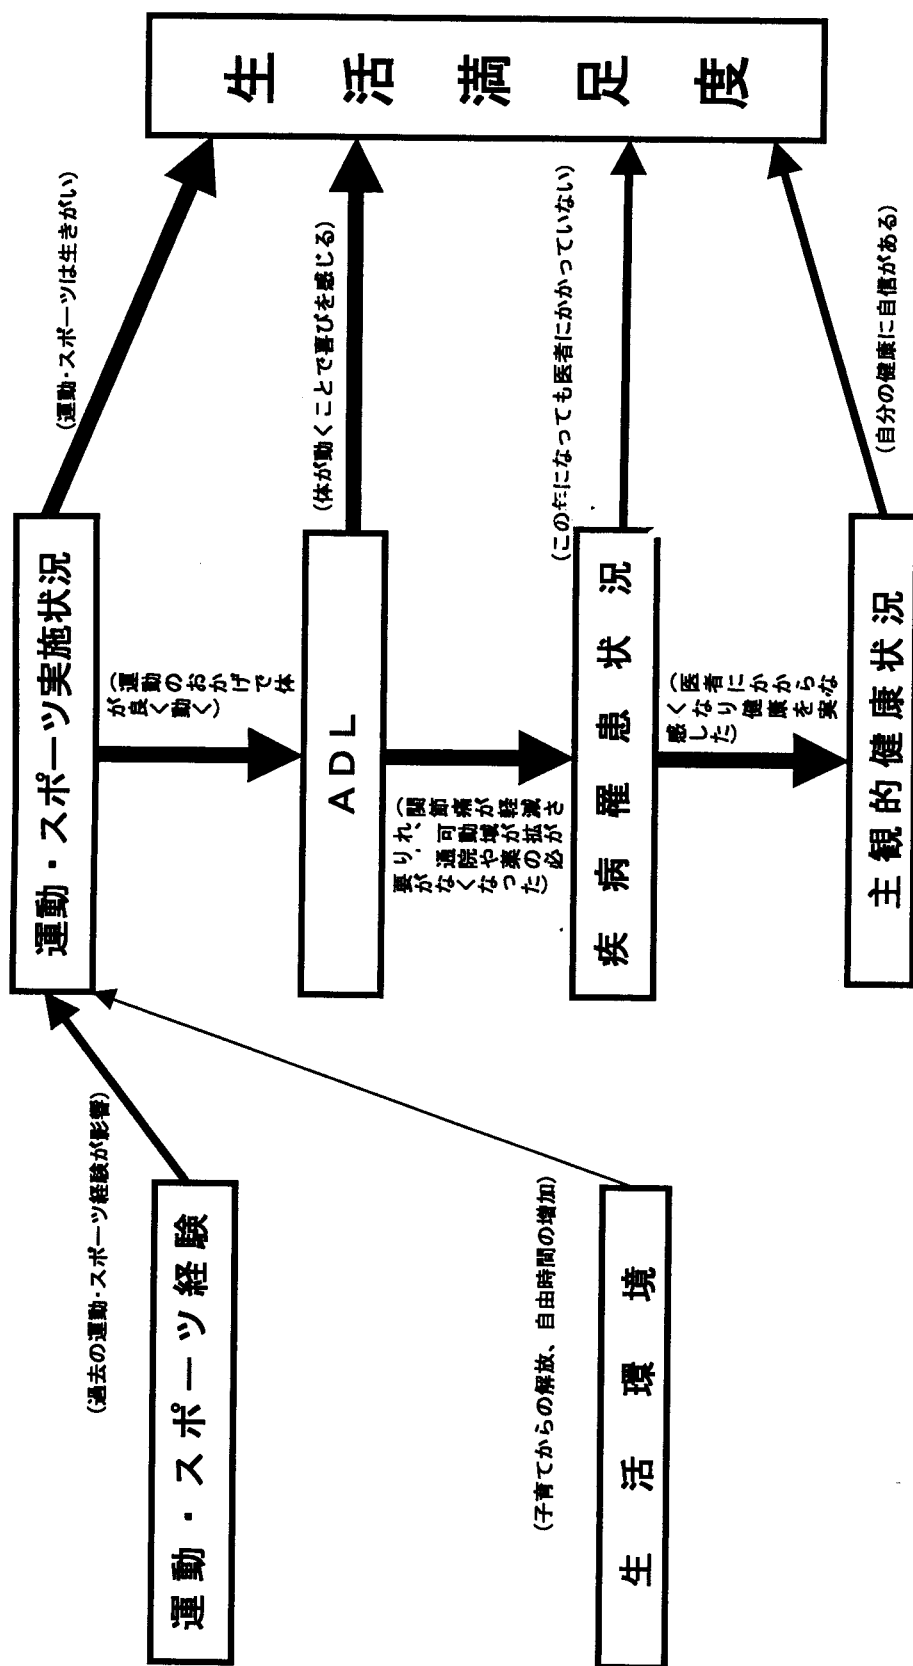 生活満足度
(運動・スポーツは生きがい)
(体が動くことで喜びを感じる)
(この年になっても医者にかかっていない)
(自分の健康に自信がある)
運動・スポーツ実施状況
(運動のおかげで体
が良く動く)
ADL
(関節痛が軽減さ
れ、可動域が拡が
り、通院や薬の必
要がなくなった)
疾病罹患状況
(医者にかからな
くなり健康を実
感した)
主観的健康状況
(過去の運動・スポーツ経験が影響)
運動・スポーツ経験
(子育てからの解放、自由時間の増加)
生活環境